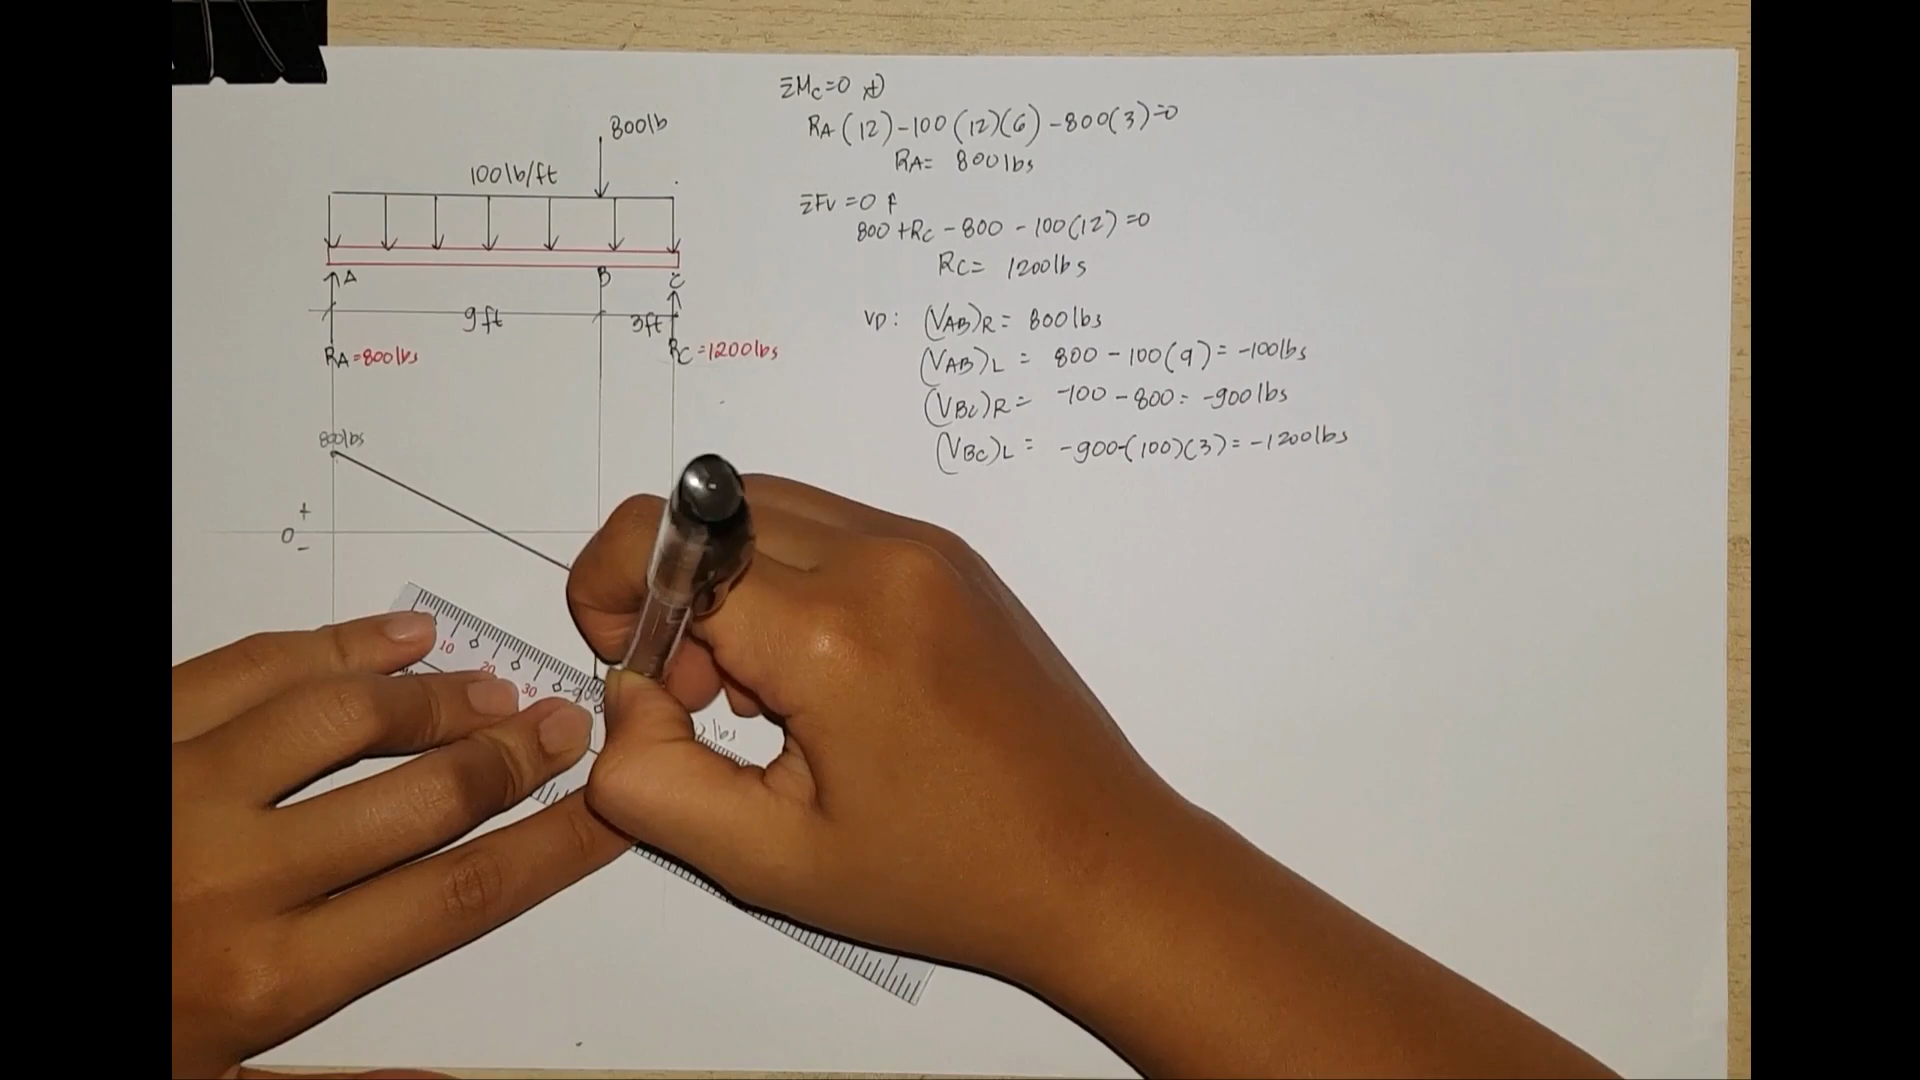 800lb
100lb/ft
A
B
C
9ft
3ft
RA=800lbs
RC=1200lbs
800lbs
+
0
-
10
20
30
-900
lbs
ΣMC=0
RA(12)-100(12)(6)-800(3)=0
RA= 800lbs
ΣFV=0
800+RC-800-100(12)=0
RC= 1200lbs
VD: (VAB)R= 800lbs
(VAB)L = 800-100(9)=-100lbs
(VBC)R= -100-800=-900lbs
(VBC)L= -900-(100)(3)=-1200lbs